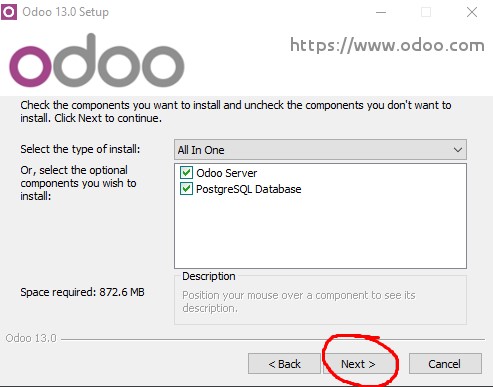 Odoo 13.0 Setup
odoo
https://www.odoo.com
Check the components you want to install and uncheck the components you don't want to
install. Click Next to continue.
Select the type of install:
All In One
Or, select the optional
components you wish to
install:
Odoo Server
PostgreSQL Database
Space required: 872.6 MB
Description
Position your mouse over a component to see its
description.
Odoo 13.0
< Back
Next >
Cancel